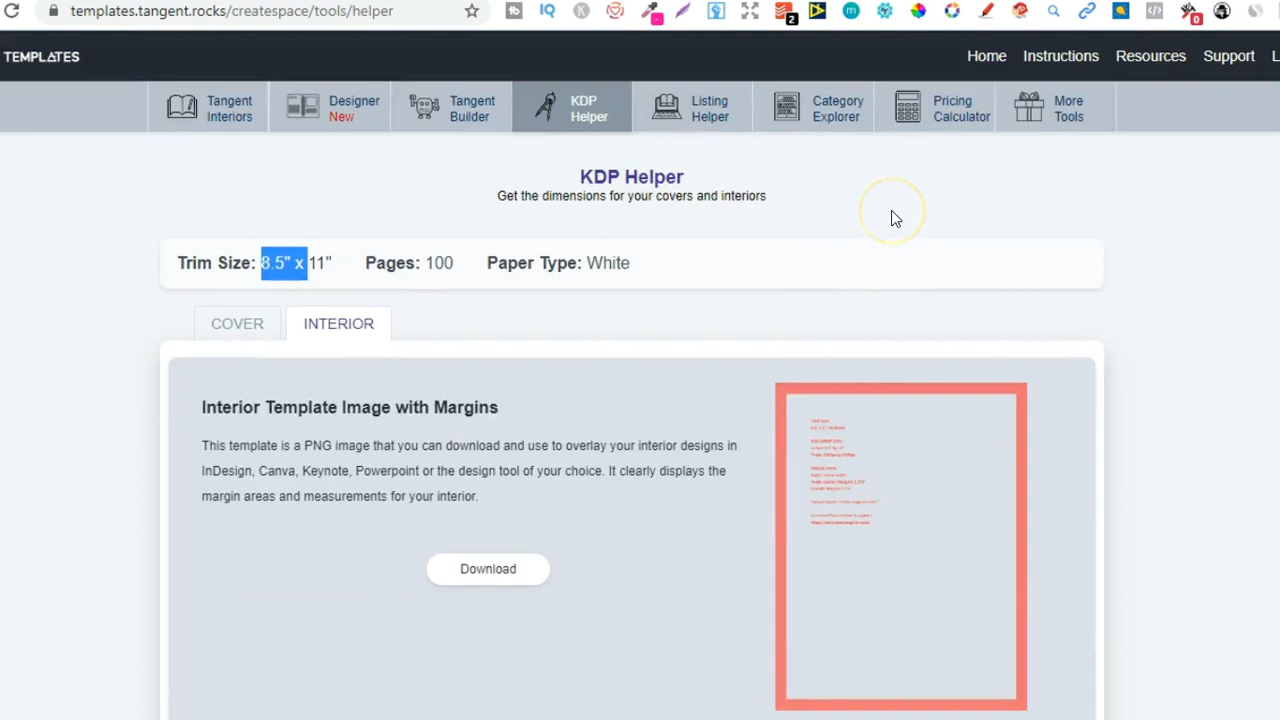 templates.tangent.rocks/createspace/tools/helper
2
0
TEMPLATES
Home Instructions Resources Support L
Tangent Interiors
Designer New
Tangent Builder
KDP Helper
Listing Helper
Category Explorer
Pricing Calculator
More Tools
KDP Helper
Get the dimensions for your covers and interiors
Trim Size: 8.5" x 11" Pages: 100 Paper Type: White
COVER INTERIOR
Interior Template Image with Margins
This template is a PNG image that you can download and use to overlay your interior designs in
InDesign, Canva, Keynote, Powerpoint or the design tool of your choice. It clearly displays the
margin areas and measurements for your interior.
Download